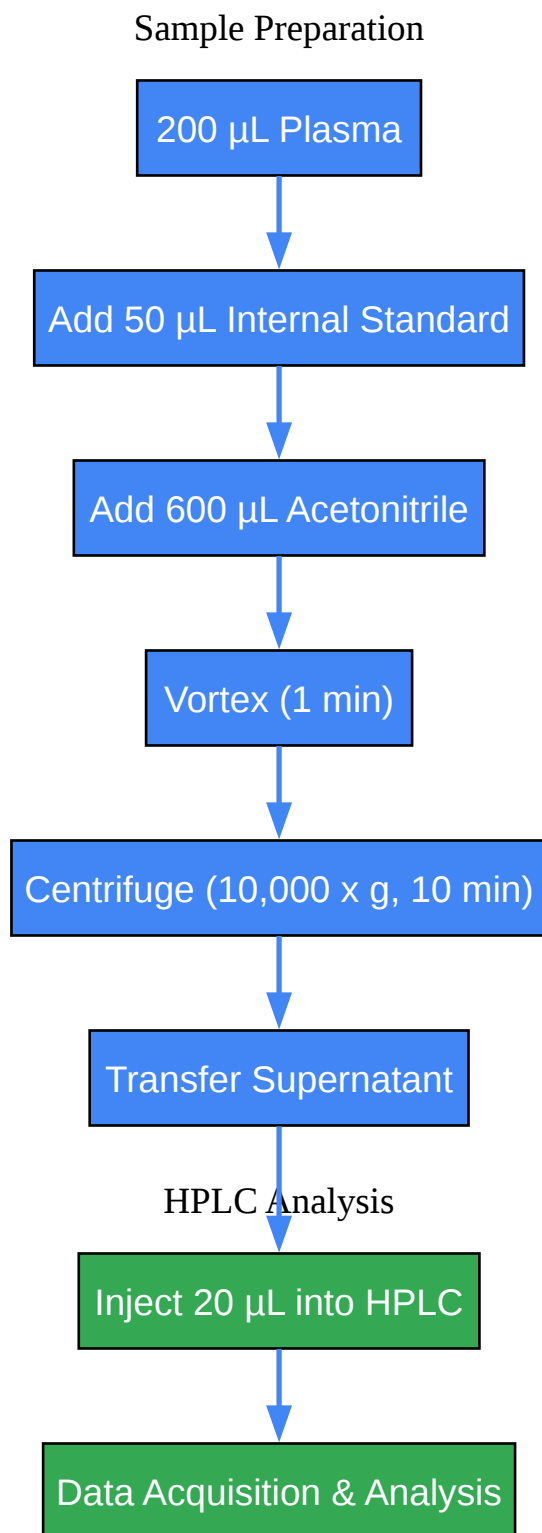 Sample Preparation
200 µL Plasma
Add 50 µL Internal Standard
Add 600 µL Acetonitrile
Vortex (1 min)
Centrifuge (10,000 x g, 10 min)
Transfer Supernatant
HPLC Analysis
Inject 20 µL into HPLC
Data Acquisition & Analysis